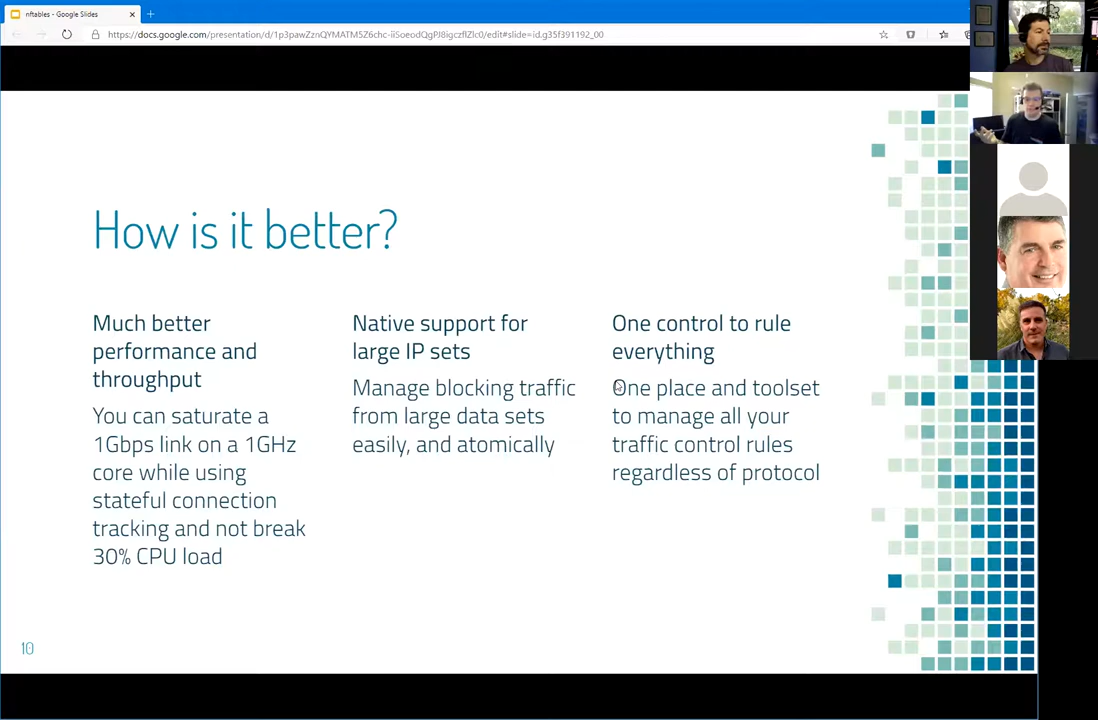 nftables - Google Slides
https://docs.google.com/presentation/d/1p3pawZznQYMATM5Z6chc-iiSoeodQgPJ8igczflZlc0/edit#slide=id.g35f391192_00
How is it better?
Much better
performance and
throughput
You can saturate a
1Gbps link on a 1GHz
core while using
stateful connection
tracking and not break
30% CPU load
Native support for
large IP sets
Manage blocking traffic
from large data sets
easily, and atomically
One control to rule
everything
One place and toolset
to manage all your
traffic control rules
regardless of protocol
10